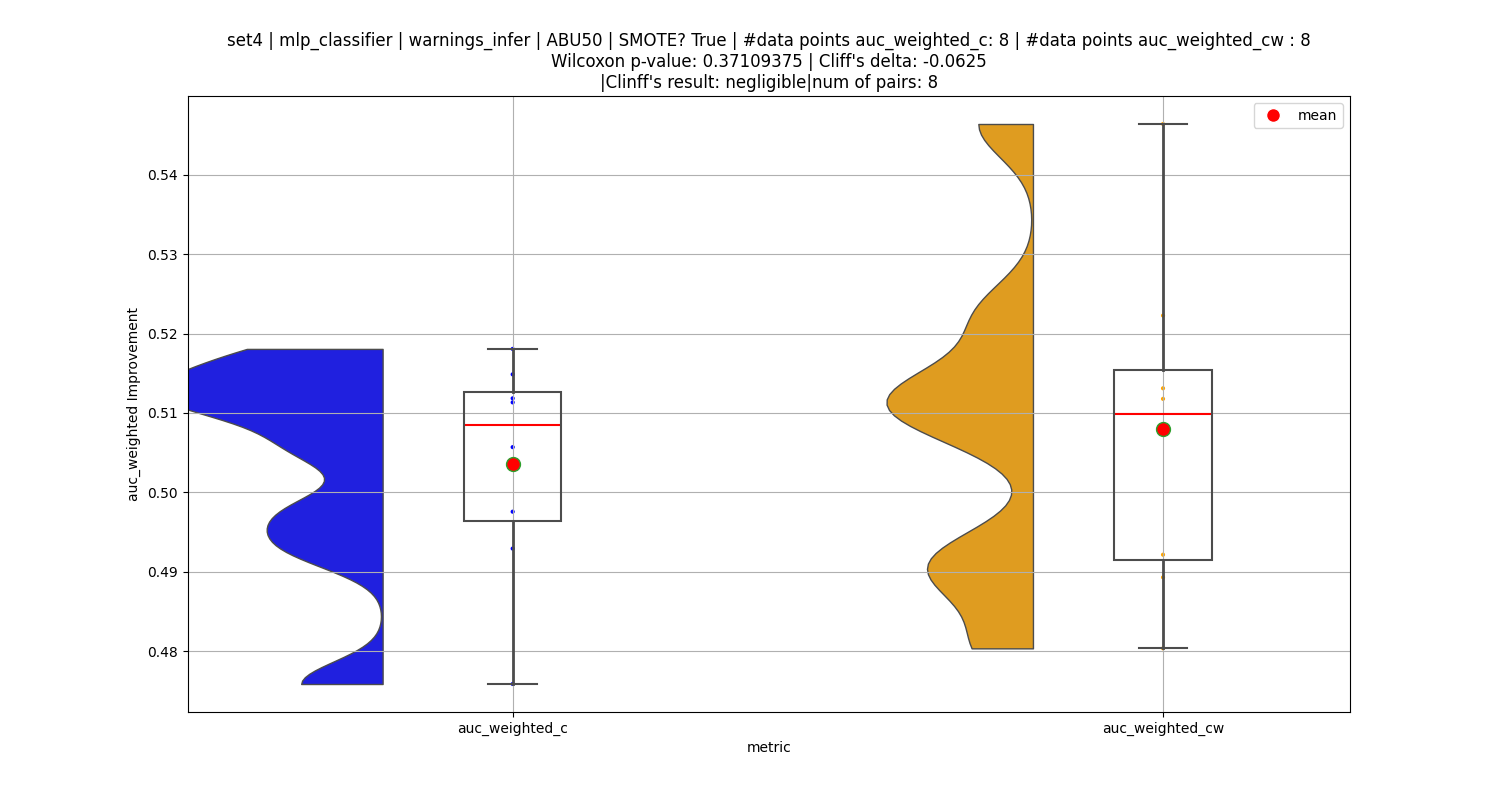 set4 | mlp_classifier | warnings_infer | ABU50 | SMOTE? True | #data points auc_weighted_c: 8 | #data points auc_weighted_cw : 8
Wilcoxon p-value: 0.37109375 | Cliff's delta: -0.0625
|Clinff's result: negligible|num of pairs: 8
mean
0.54
0.53
0.52
0.51
0.50
0.49
0.48
auc_weighted Improvement
auc_weighted_c
auc_weighted_cw
metric